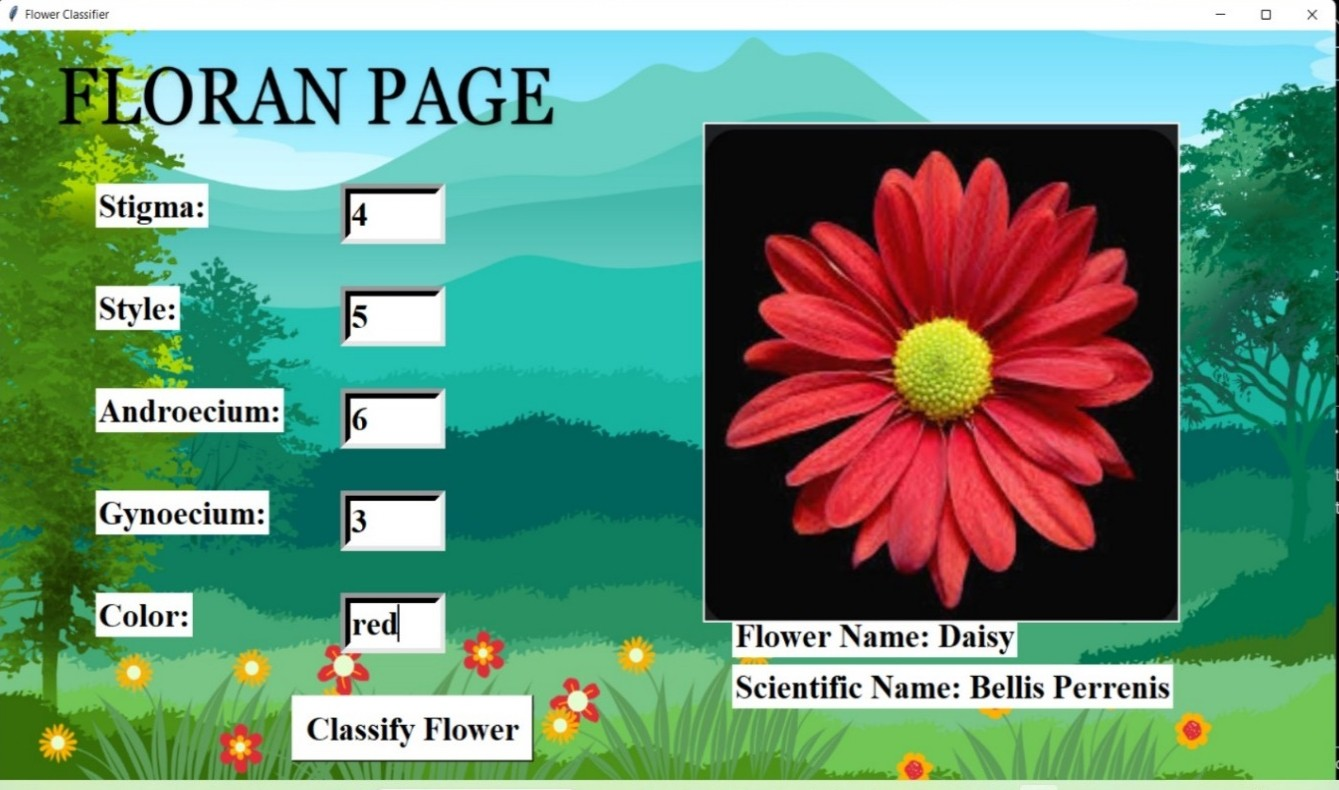 Flower Classifier
FLORAN PAGE
Stigma: 4
Style: 5
Androecium: 6
Gynoecium: 3
Color: red
Classify Flower
Flower Name: Daisy
Scientific Name: Bellis Perrenis